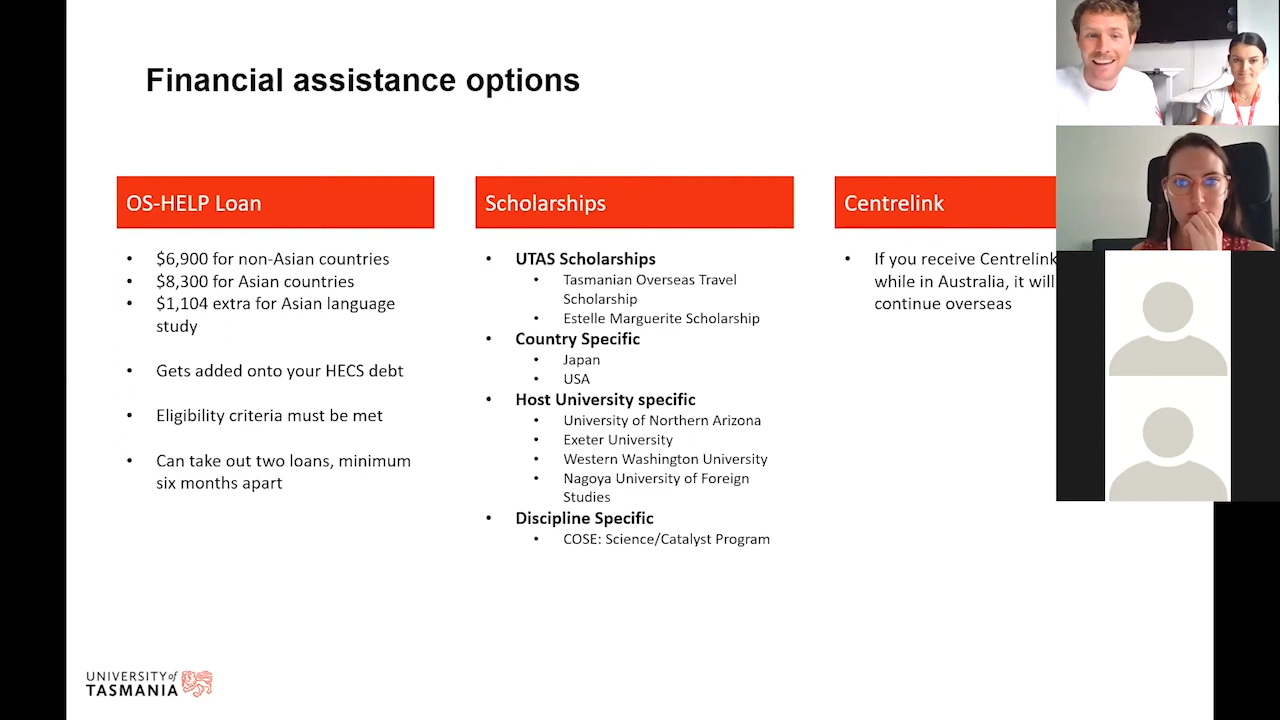 Financial assistance options
OS-HELP Loan
• $6,900 for non-Asian countries
• $8,300 for Asian countries
• $1,104 extra for Asian language
study
• Gets added onto your HECS debt
• Eligibility criteria must be met
• Can take out two loans, minimum
six months apart
Scholarships
• UTAS Scholarships
• Tasmanian Overseas Travel
Scholarship
• Estelle Marguerite Scholarship
• Country Specific
• Japan
• USA
• Host University specific
• University of Northern Arizona
• Exeter University
• Western Washington University
• Nagoya University of Foreign
Studies
• Discipline Specific
• COSE: Science/Catalyst Program
Centrelink
• If you receive Centrelink
while in Australia, it will
continue overseas
UNIVERSITY of
TASMANIA